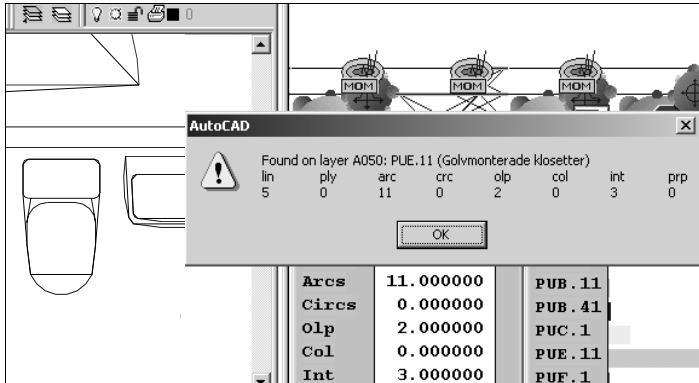 0
MOM MOM MOM
AutoCAD
Found on layer A050: PUE.11 (Golvmonterade klosetter)
lin ply arc crc olp col int prp
5 0 11 0 2 0 3 0
OK
Arcs 11.000000 PUB.11
Circs 0.000000 PUB.41
Olp 2.000000 PUC.1
Col 0.000000 PUE.11
Int 3.000000 PUF.1